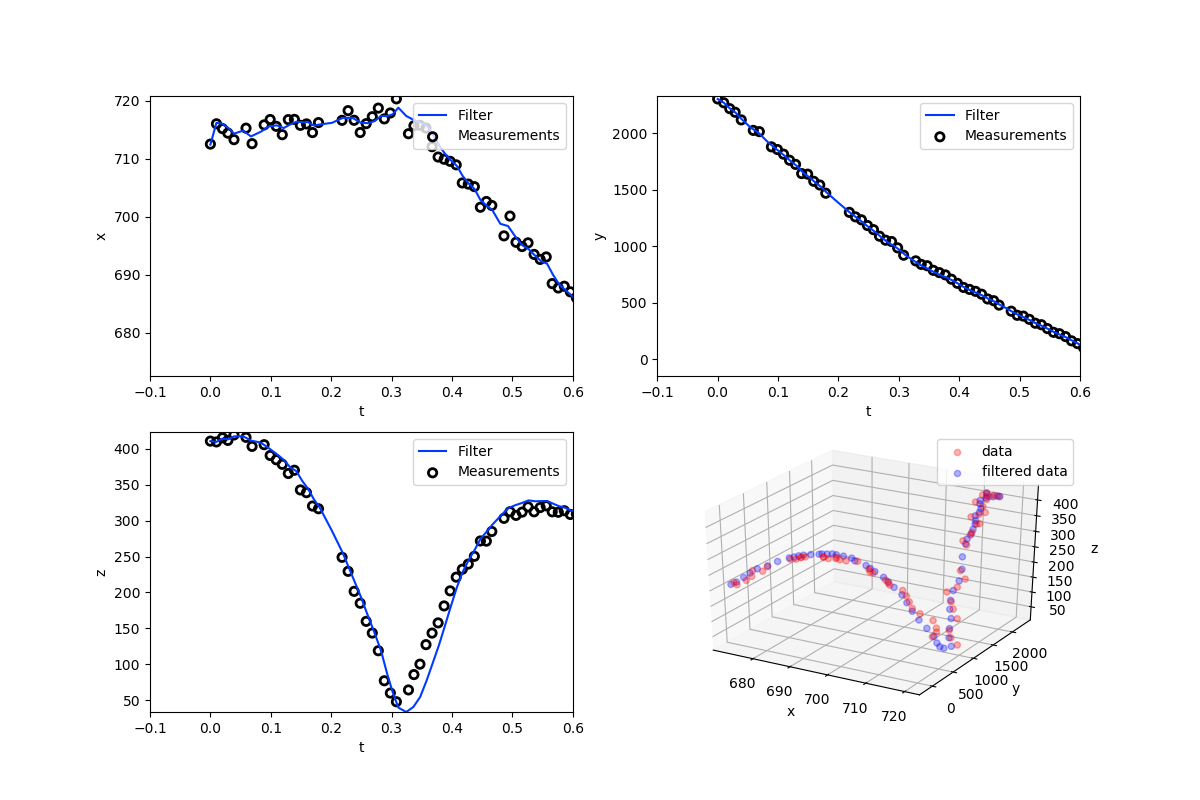 720
710
700
690
680
x
−0.1 0.0 0.1 0.2 0.3 0.4 0.5 0.6
t
Filter
Measurements
2000
1500
1000
500
0
y
−0.1 0.0 0.1 0.2 0.3 0.4 0.5 0.6
t
Filter
Measurements
400
350
300
250
200
150
100
50
z
−0.1 0.0 0.1 0.2 0.3 0.4 0.5 0.6
t
Filter
Measurements
data
filtered data
400
350
300
250
200
150
100
50
z
680 690 700 710 720
x
0 500 1000 1500 2000
y